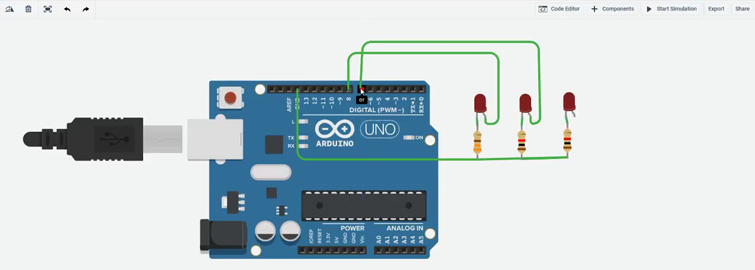 Code Editor
Components
Start Simulation
Export
Share
AREF
GND
13
12
~11
~10
~9
8
~6
~5
4
~3
2
TX→1
RX←0
DIGITAL (PWM~)
L
TX
RX
UNO
ARDUINO
ON
POWER
ANALOG IN
IOREF
RESET
3.3V
5V
GND
GND
Vin
A0
A1
A2
A3
A4
A5